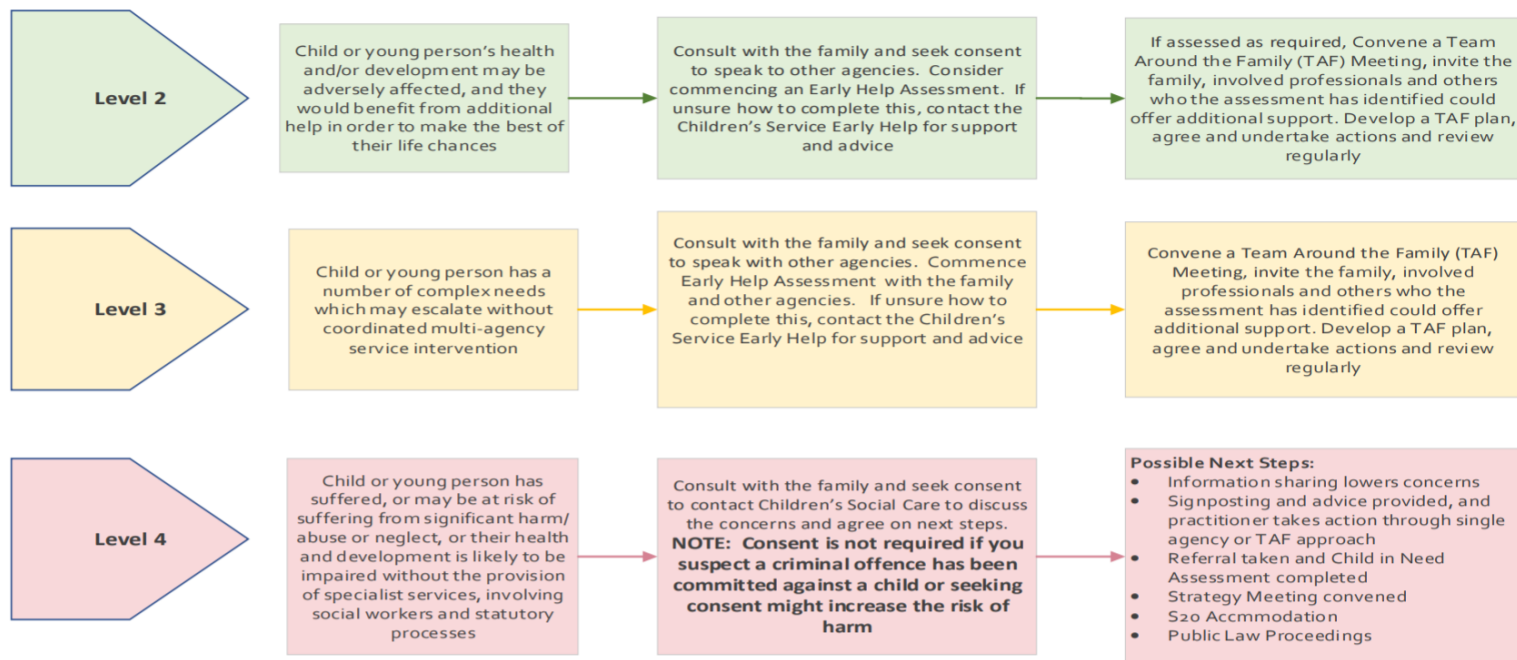 Level 2
Child or young person's health
and/or development may be
adversely affected, and they
would benefit from additional
help in order to make the best of
their life chances
Consult with the family and seek consent
to speak to other agencies. Consider
commencing an Early Help Assessment. If
unsure how to complete this, contact the
Children's Service Early Help for support
and advice
If assessed as required, Convene a Team
Around the Family (TAF) Meeting, invite the
family, involved professionals and others
who the assessment has identified could
offer additional support. Develop a TAF plan,
agree and undertake actions and review
regularly
Level 3
Child or young person has a
number of complex needs
which may escalate without
coordinated multi-agency
service intervention
Consult with the family and seek consent
to speak with other agencies. Commence
Early Help Assessment with the family
and other agencies. If unsure how to
complete this, contact the Children's
Service Early Help for support and advice
Convene a Team Around the Family (TAF)
Meeting, invite the family, involved
professionals and others who the
assessment has identified could offer
additional support. Develop a TAF plan,
agree and undertake actions and review
regularly
Level 4
Child or young person has
suffered, or may be at risk of
suffering from significant harm/
abuse or neglect, or their health
and development is likely to be
impaired without the provision
of specialist services, involving
social workers and statutory
processes
Consult with the family and seek consent
to contact Children's Social Care to discuss
the concerns and agree on next steps.
NOTE: Consent is not required if you
suspect a criminal offence has been
committed against a child or seeking
consent might increase the risk of
harm
Possible Next Steps:
• Information sharing lowers concerns
• Signposting and advice provided, and
practitioner takes action through single
agency or TAF approach
• Referral taken and Child in Need
Assessment completed
• Strategy Meeting convened
• S20 Accmmodation
• Public Law Proceedings